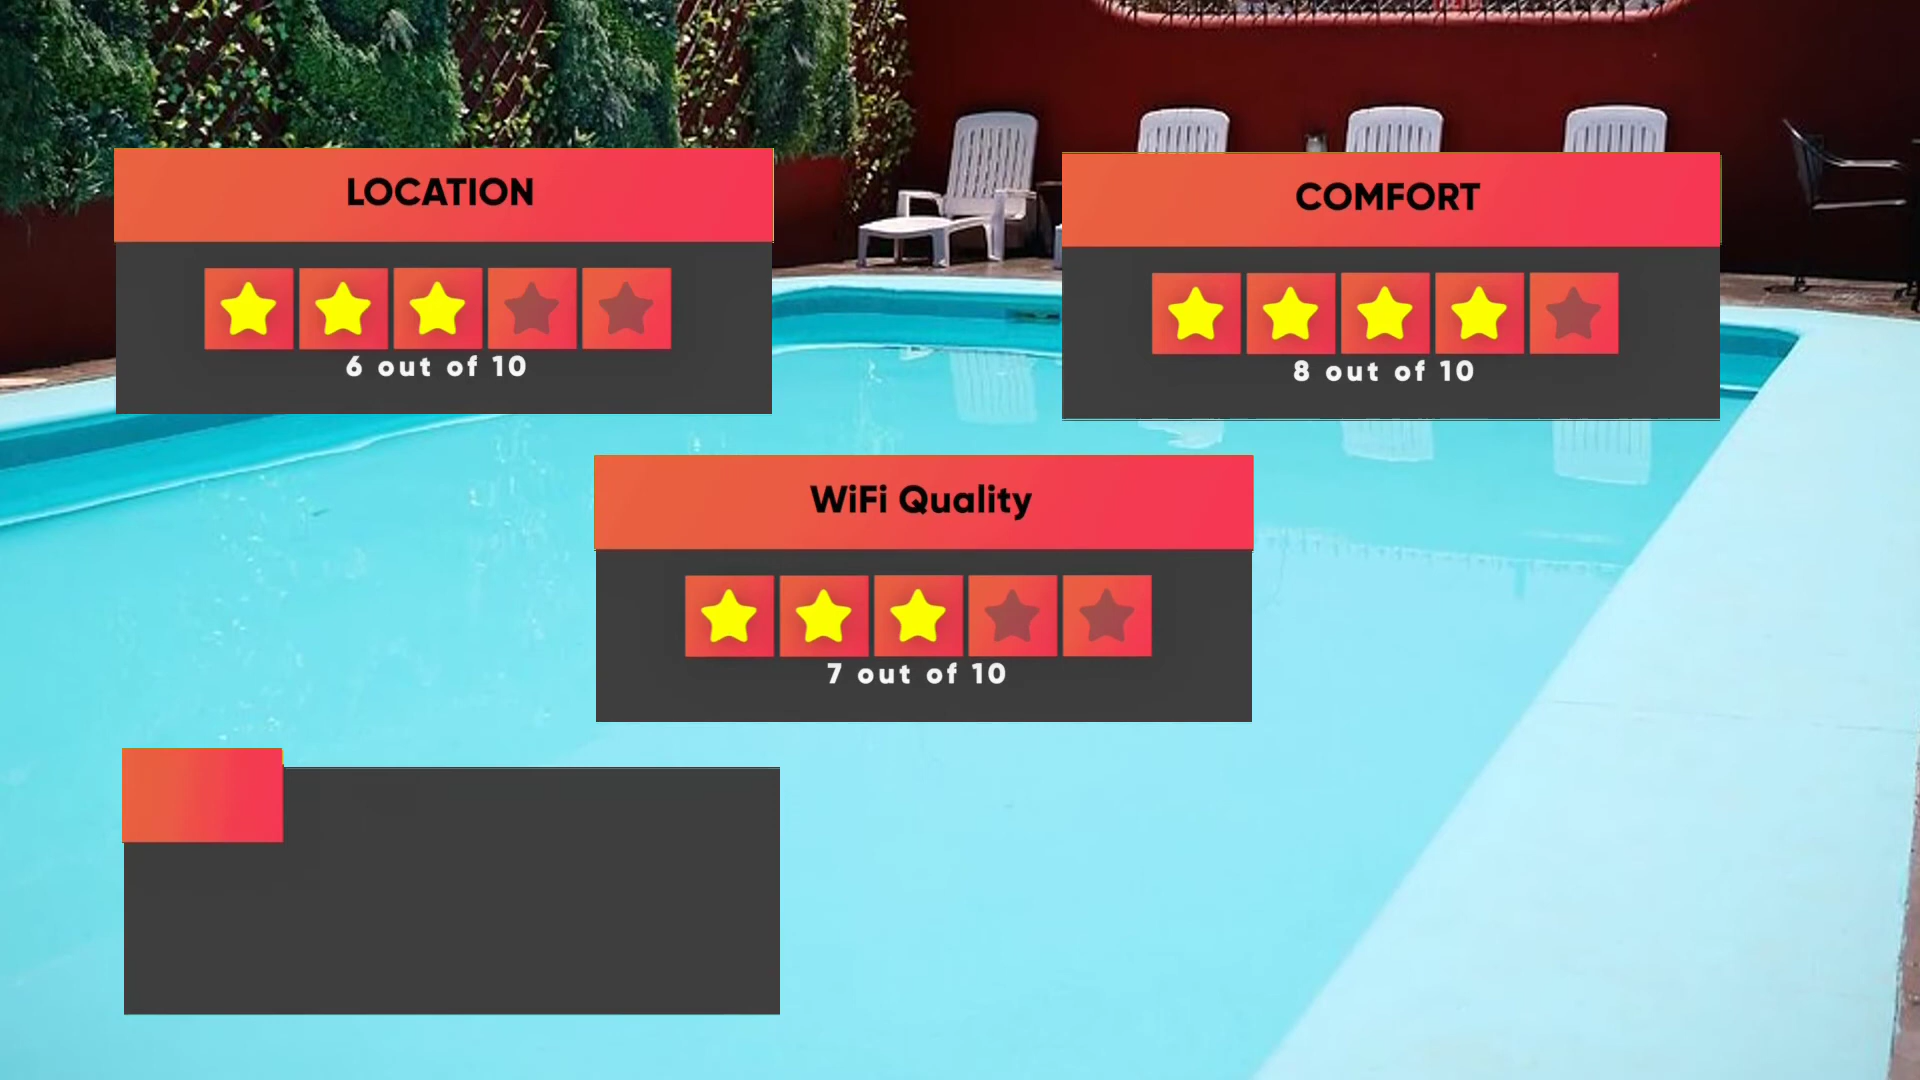 LOCATION
6 out of 10
COMFORT
8 out of 10
WiFi Quality
7 out of 10